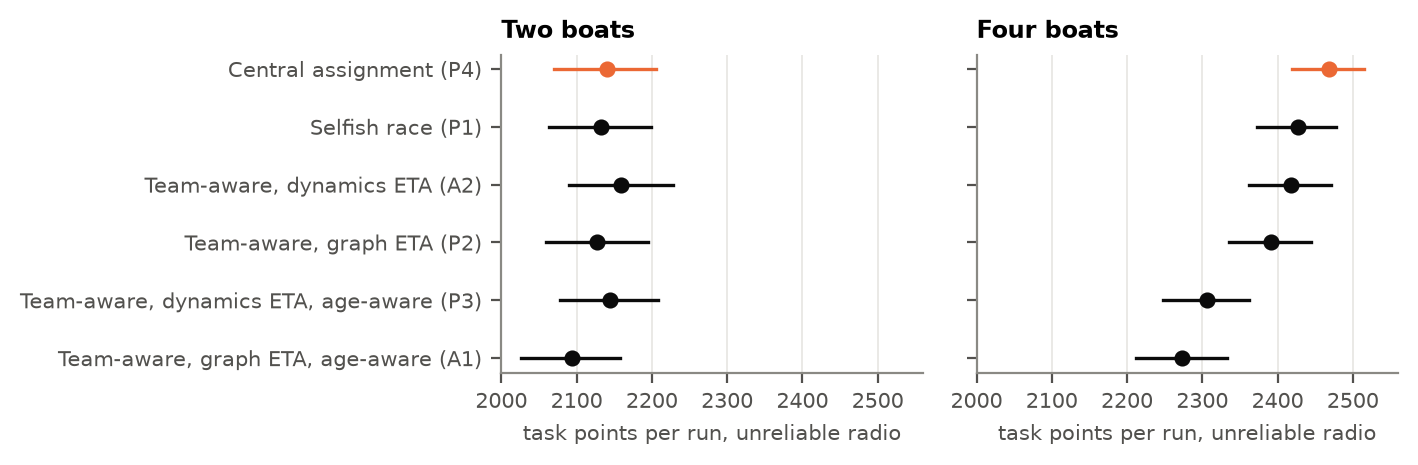 Two boats
Four boats
Central assignment (P4)
Selfish race (P1)
Team-aware, dynamics ETA (A2)
Team-aware, graph ETA (P2)
Team-aware, dynamics ETA, age-aware (P3)
Team-aware, graph ETA, age-aware (A1)
2000 2100 2200 2300 2400 2500
2000 2100 2200 2300 2400 2500
task points per run, unreliable radio
task points per run, unreliable radio